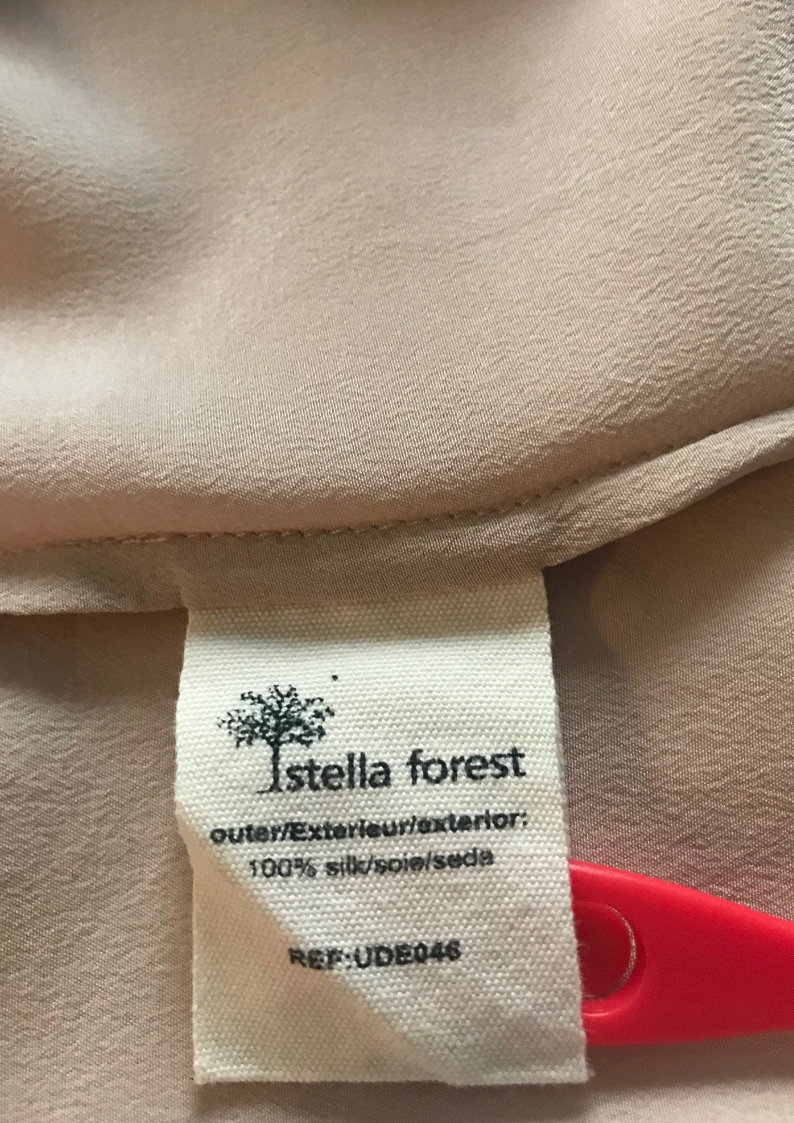 stella forest
outer/Exterieur/exterior:
100% silk/soie/seda
REF:UDE046